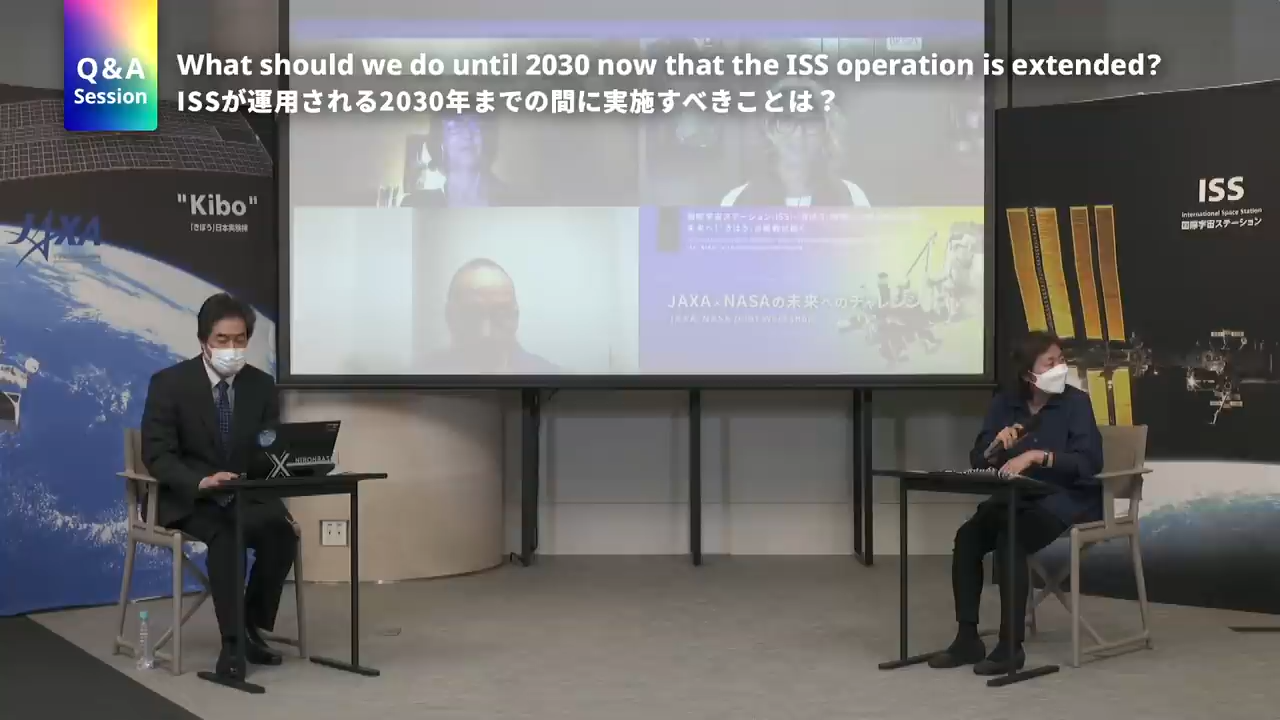 Q&A
Session
What should we do until 2030 now that the ISS operation is extended?
ISSが運用される2030年までの間に実施すべきことは？
"Kibo"
「きぼう」日本実験棟
JAXA
ISS
International Space Station
国際宇宙ステーション
JAXA×NASAの未来へのチャレンジ